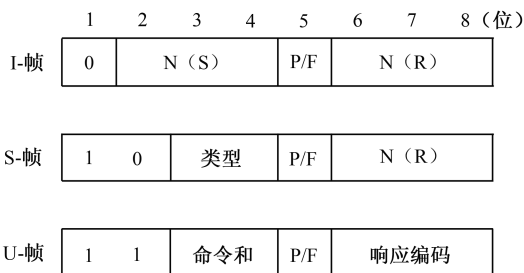 1 2 3 4 5 6 7 8（位）
I-帧 0 N（S） P/F N（R）
S-帧 1 0 类型 P/F N（R）
U-帧 1 1 命令和 P/F 响应编码